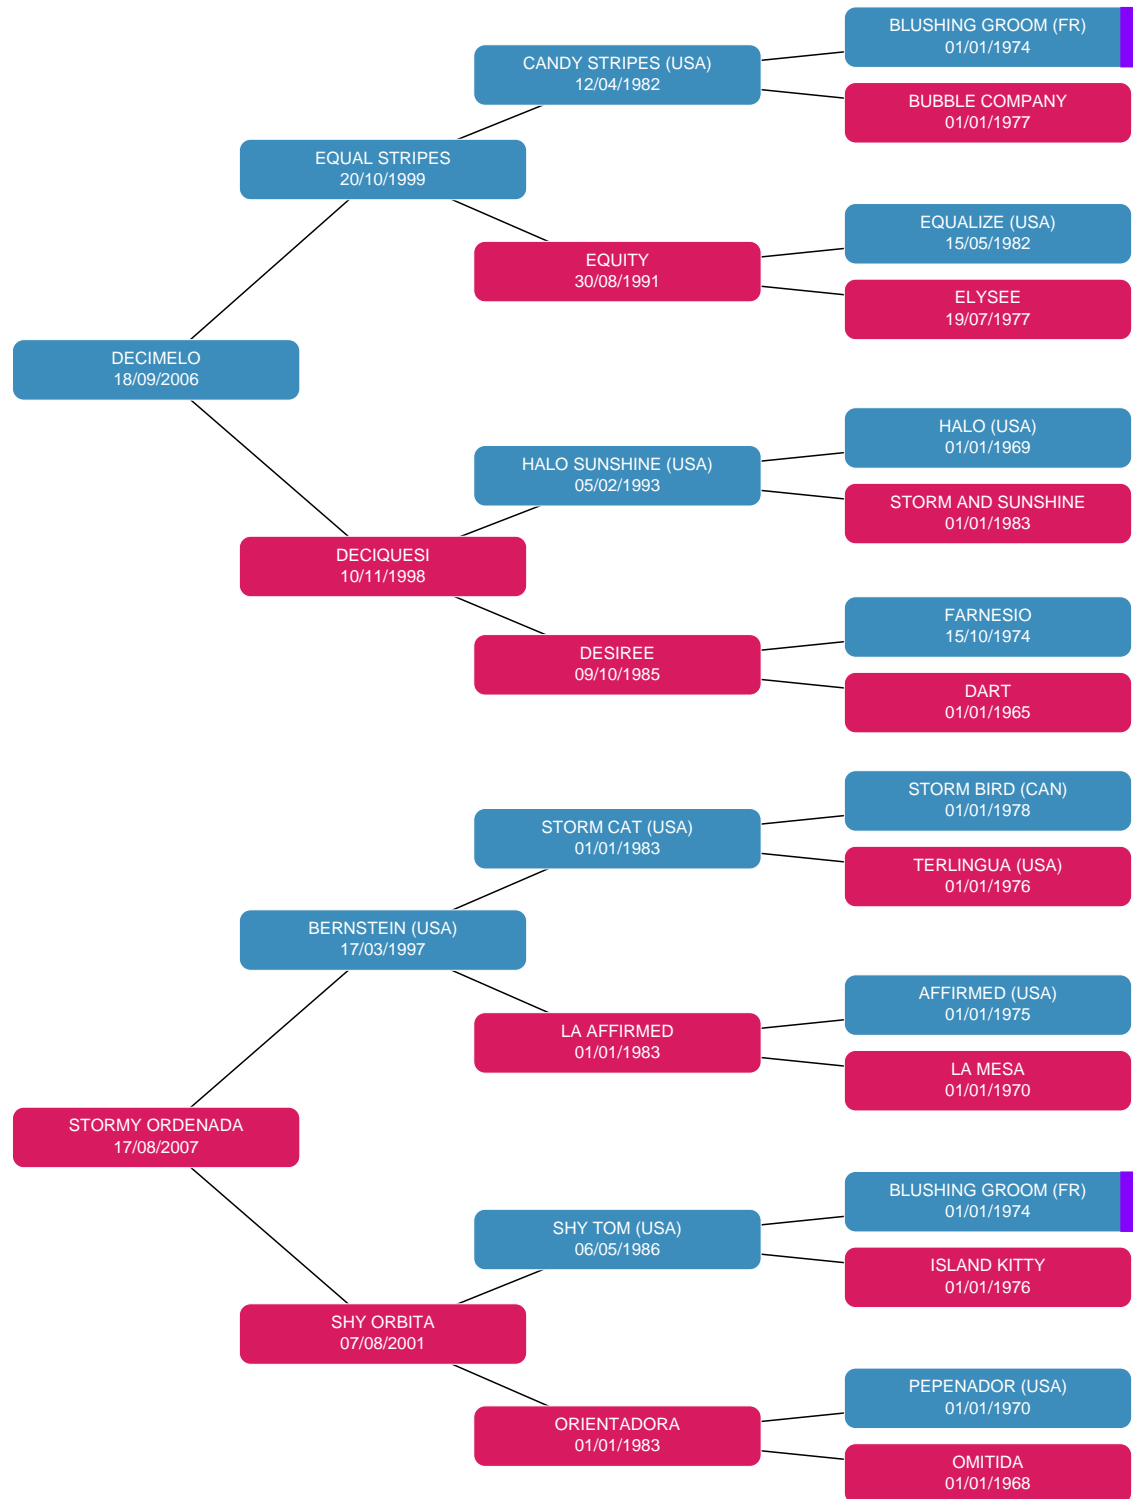 BLUSHING GROOM (FR)
01/01/1974
CANDY STRIPES (USA)
12/04/1982
BUBBLE COMPANY
01/01/1977
EQUAL STRIPES
20/10/1999
EQUALIZE (USA)
15/05/1982
EQUITY
30/08/1991
ELYSEE
19/07/1977
DECIMELO
18/09/2006
HALO (USA)
01/01/1969
HALO SUNSHINE (USA)
05/02/1993
STORM AND SUNSHINE
01/01/1983
DECIQUESI
10/11/1998
FARNESIO
15/10/1974
DESIREE
09/10/1985
DART
01/01/1965
STORM BIRD (CAN)
01/01/1978
STORM CAT (USA)
01/01/1983
TERLINGUA (USA)
01/01/1976
BERNSTEIN (USA)
17/03/1997
AFFIRMED (USA)
01/01/1975
LA AFFIRMED
01/01/1983
LA MESA
01/01/1970
STORMY ORDENADA
17/08/2007
BLUSHING GROOM (FR)
01/01/1974
SHY TOM (USA)
06/05/1986
ISLAND KITTY
01/01/1976
SHY ORBITA
07/08/2001
PEPENADOR (USA)
01/01/1970
ORIENTADORA
01/01/1983
OMITIDA
01/01/1968